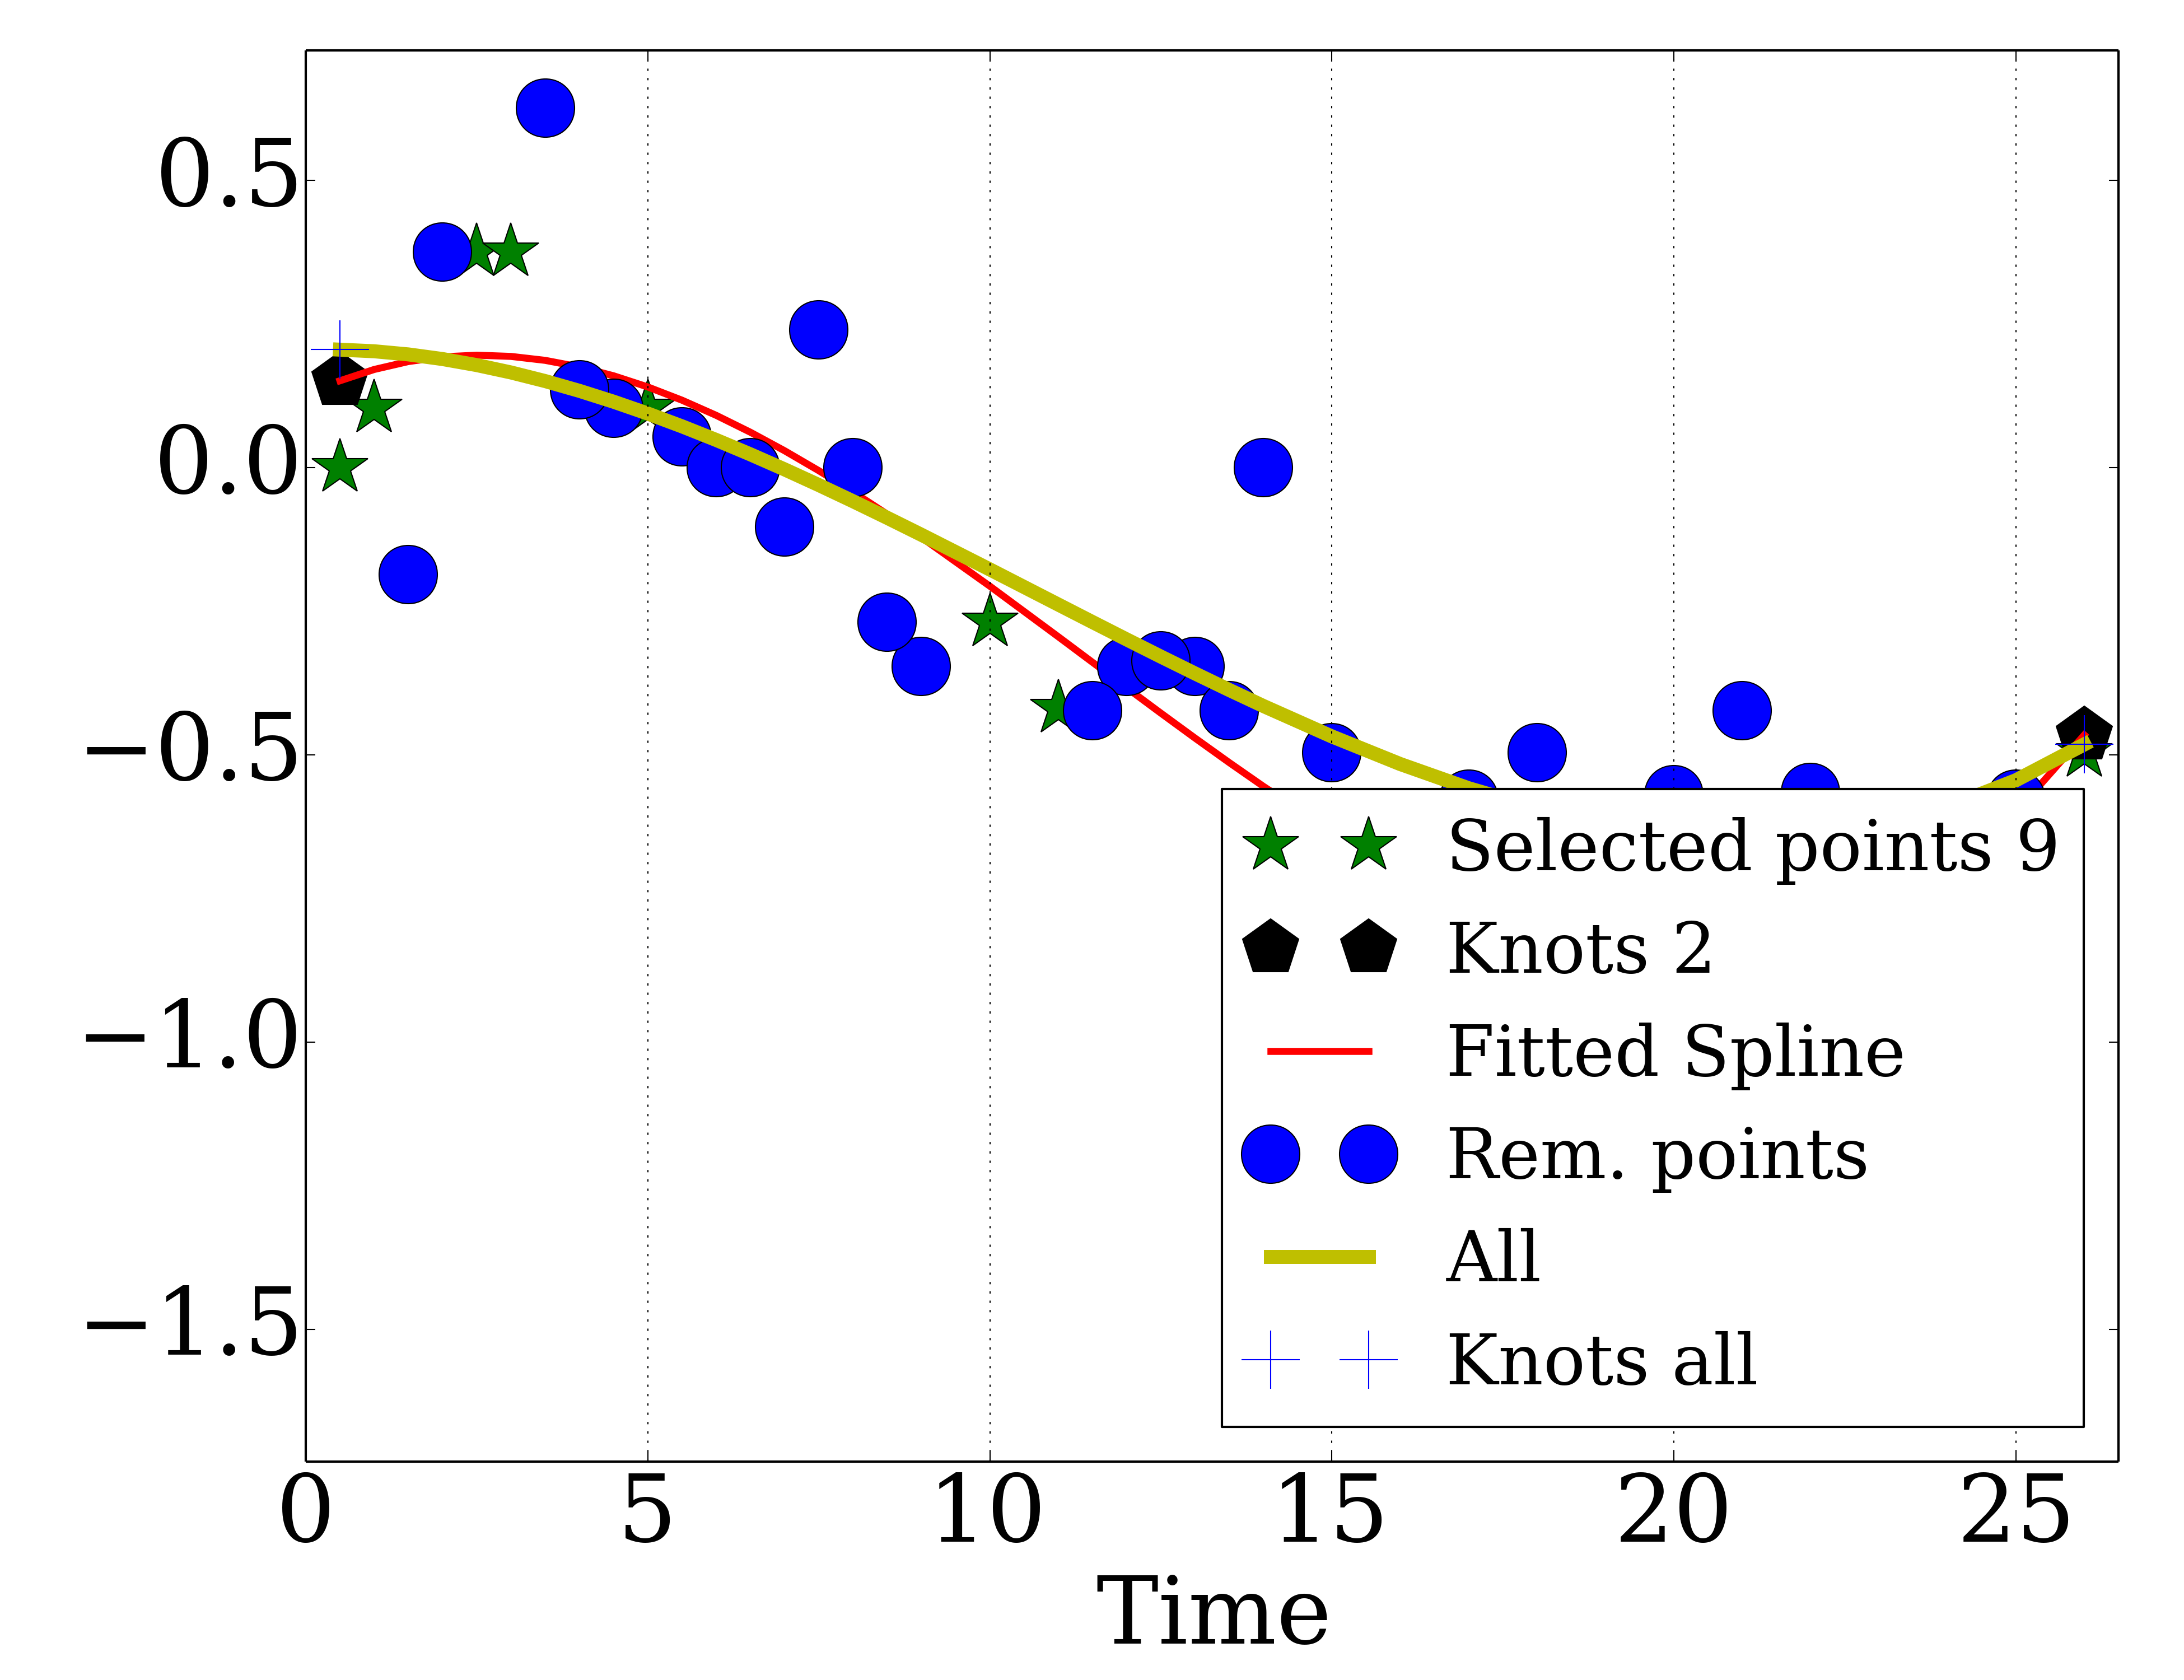 0.5
0.0
−0.5
−1.0
−1.5
Selected points 9
Knots 2
Fitted Spline
Rem. points
All
Knots all
0 5 10 15 20 25
Time